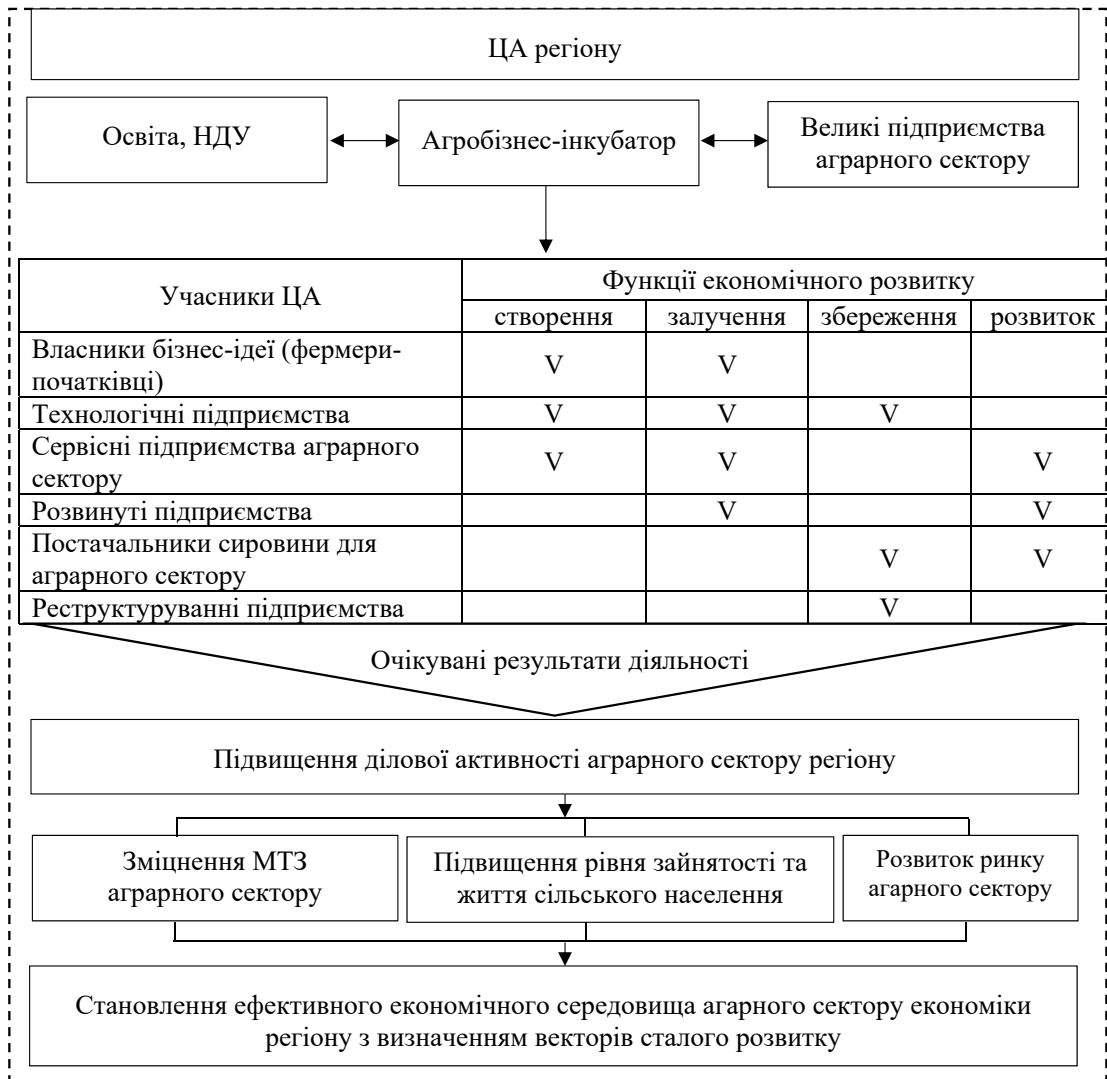 ЦА регіону
Освіта, НДУ
Агробізнес-інкубатор
Великі підприємства
аграрного сектору
Учасники ЦА
Функції економічного розвитку
створення
залучення
збереження
розвиток
Власники бізнес-ідеї (фермери-
початківці)
V
V
Технологічні підприємства
V
V
V
Сервісні підприємства аграрного
сектору
V
V
V
Розвинуті підприємства
V
V
Постачальники сировини для
аграрного сектору
V
V
Реструктуруванні підприємства
V
Очікувані результати діяльності
Підвищення ділової активності аграрного сектору регіону
Зміцнення МТЗ
аграрного сектору
Підвищення рівня зайнятості та
життя сільського населення
Розвиток ринку
агарного сектору
Становлення ефективного економічного середовища агарного сектору економіки
регіону з визначенням векторів сталого розвитку